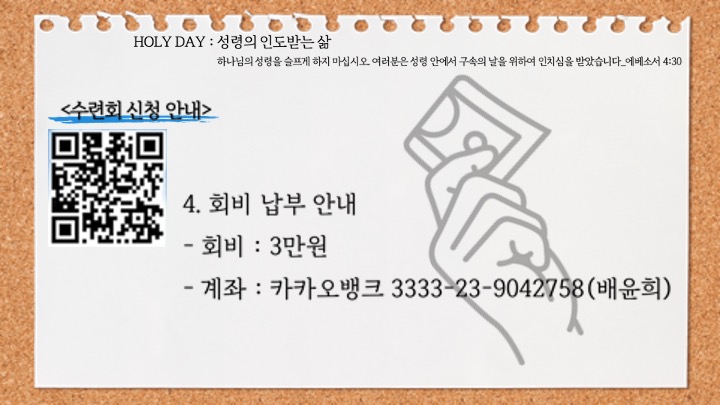 HOLY DAY : 성령의 인도받는 삶
하나님의 성령을 슬프게 하지 마십시오. 여러분은 성령 안에서 구속의 날을 위하여 인치심을 받았습니다_에베소서 4:30
<수련회 신청 안내>
4. 회비 납부 안내
- 회비 : 3만원
- 계좌 : 카카오뱅크 3333-23-9042758(배윤희)